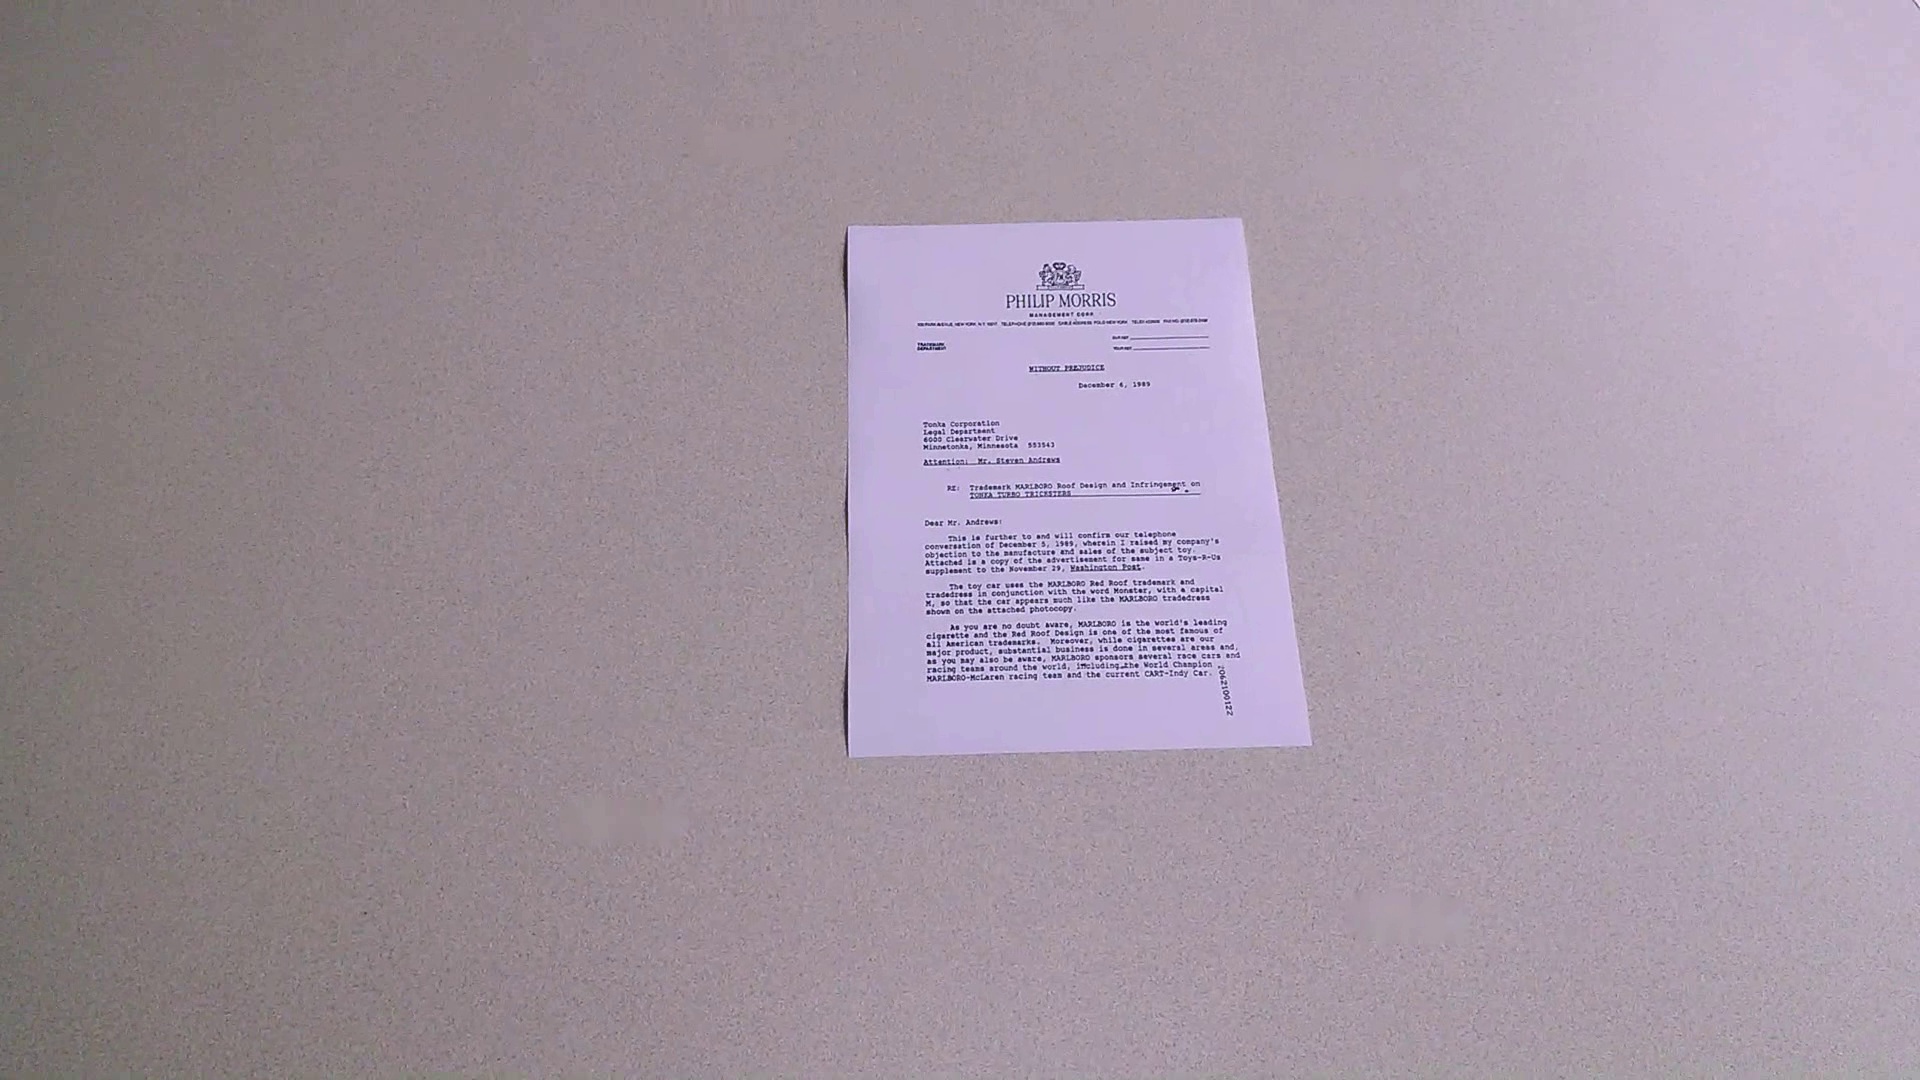 PHILIP MORRIS
MANAGEMENT CORP.
TRADEMARK
DEPARTMENT
OUR REF.
YOUR REF.
WITHOUT PREJUDICE
December 6, 1989
Tonka Corporation
Legal Department
6000 Clearwater Drive
Minnetonka, Minnesota 553543
Attention: Mr. Steven Andrews
RE: Trademark MARLBORO Roof Design and Infringement on
TONKA TURBO TRICKSTERS
Dear Mr. Andrews:
This is further to and will confirm our telephone
conversation of December 5, 1989, wherein I raised my company's
objection to the manufacture and sales of the subject toy.
Attached is a copy of the advertisement for same in a Toys-R-Us
supplement to the November 29, Washington Post.
The toy car uses the MARLBORO Red Roof trademark and
tradedress in conjunction with the word Monster, with a capital
M, so that the car appears much like the MARLBORO tradedress
shown on the attached photocopy.
As you are no doubt aware, MARLBORO is the world's leading
cigarette and the Red Roof Design is one of the most famous of
all American trademarks. Moreover, while cigarettes are our
major product, substantial business is done in several areas and,
as you may also be aware, MARLBORO sponsors several race cars and
racing teams around the world, including the World Champion
MARLBORO-McLaren racing team and the current CART-Indy Car.
2062100122